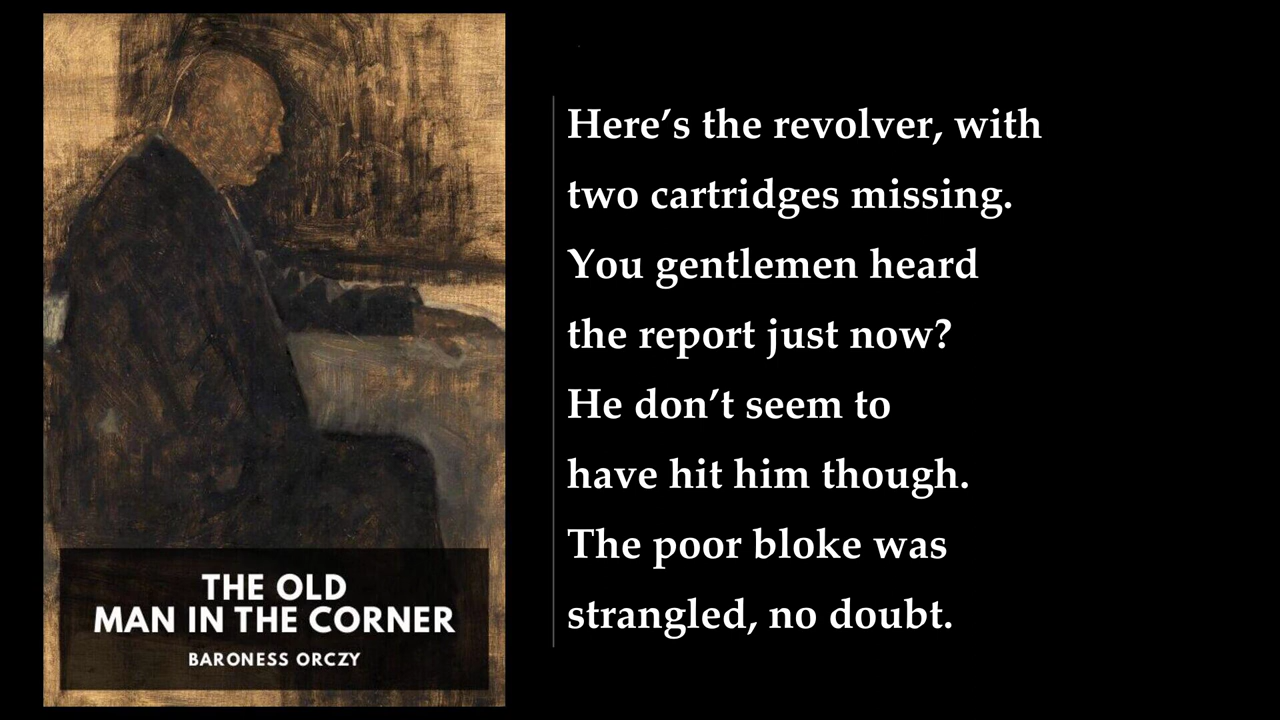 THE OLD
MAN IN THE CORNER
BARONESS ORCZY
Here’s the revolver, with
two cartridges missing.
You gentlemen heard
the report just now?
He don’t seem to
have hit him though.
The poor bloke was
strangled, no doubt.